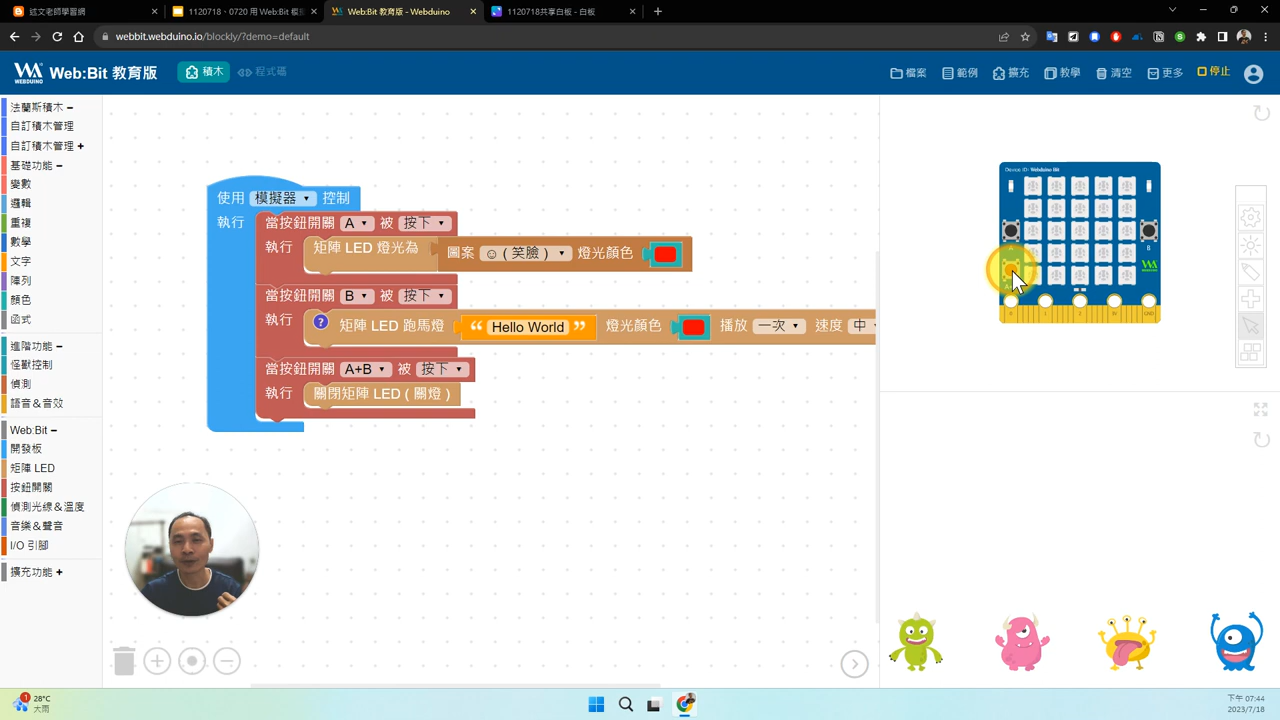 述文老師學習網
1120718、0720 用 Web:Bit 模擬
Web:Bit 教育版 - Webduino
1120718共享白板 - 白板
webbit.webduino.io/blockly/?demo=default
WEBDUINO
Web:Bit 教育版
積木
程式碼
檔案
範例
擴充
教學
清空
更多
停止
法蘭斯積木
自訂積木管理
自訂積木管理 +
基礎功能
變數
邏輯
重複
數學
文字
陣列
顏色
函式
進階功能
怪獸控制
偵測
語音＆音效
Web:Bit
開發板
矩陣 LED
按鈕開關
偵測光線＆溫度
音樂＆聲音
I/O 引腳
擴充功能 +
使用 模擬器 控制
執行
當按鈕開關 A 被 按下
執行 矩陣 LED 燈光為 圖案 ☺ ( 笑臉 ) 燈光顏色
當按鈕開關 B 被 按下
執行 ? 矩陣 LED 跑馬燈 “ Hello World ” 燈光顏色 播放 一次 速度 中
當按鈕開關 A+B 被 按下
執行 關閉矩陣 LED ( 關燈 )
Device ID: Webduino Bit
B
28°C
大雨
1
下午 07:44
2023/7/18